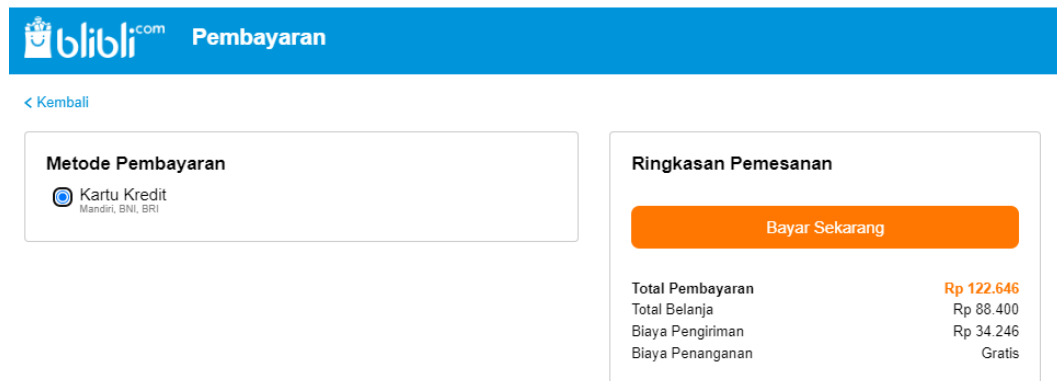 blibli.com Pembayaran
< Kembali
Metode Pembayaran
Kartu Kredit
Mandiri, BNI, BRI
Ringkasan Pemesanan
Bayar Sekarang
Total Pembayaran Rp 122.646
Total Belanja Rp 88.400
Biaya Pengiriman Rp 34.246
Biaya Penanganan Gratis